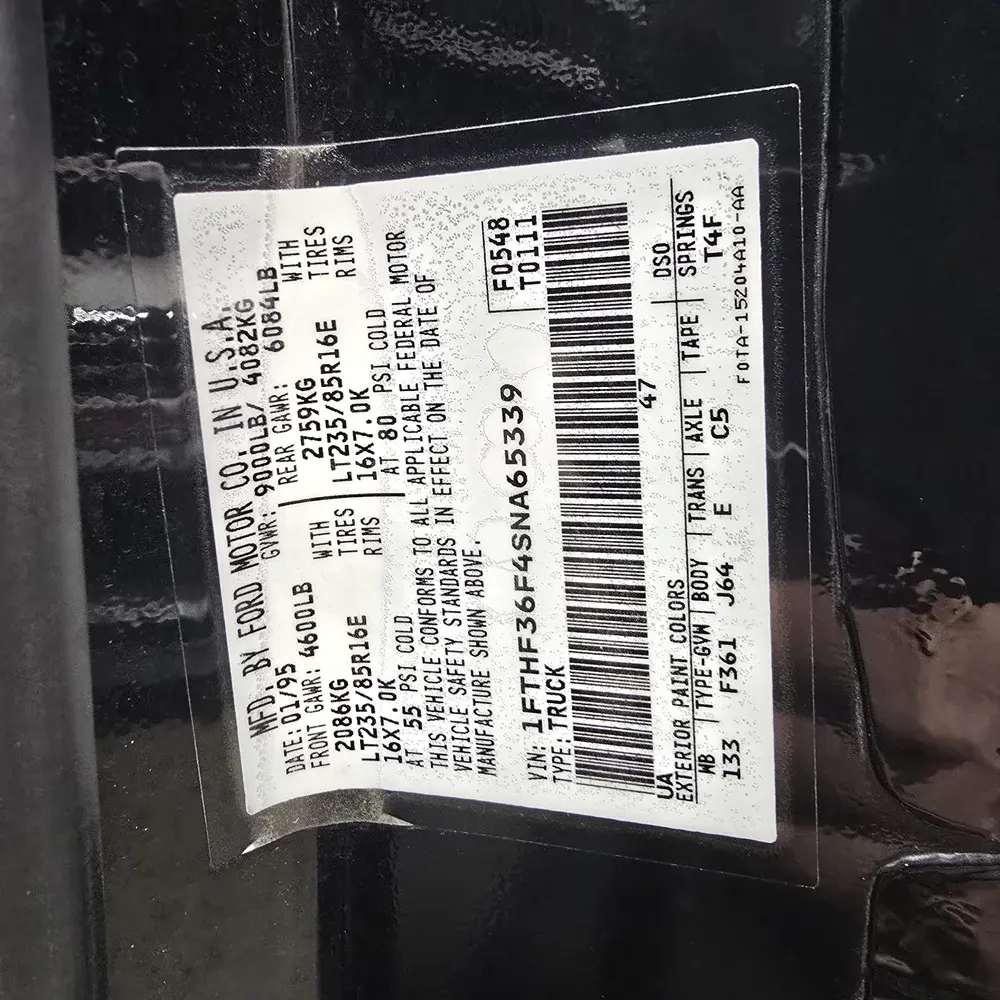 MFD. BY FORD MOTOR CO. IN U.S.A.
DATE: 01/95 GVWR: 9000LB/ 4082KG
FRONT GAWR: 4600LB REAR GAWR: 6084LB
2086KG WITH 2759KG WITH
LT235/85R16E TIRES LT235/85R16E TIRES
16X7.0K RIMS 16X7.0K RIMS
AT 55 PSI COLD AT 80 PSI COLD
THIS VEHICLE CONFORMS TO ALL APPLICABLE FEDERAL MOTOR
VEHICLE SAFETY STANDARDS IN EFFECT ON THE DATE OF
MANUFACTURE SHOWN ABOVE.
F0548
T0111
VIN: 1FTHF36F4SNA65339
TYPE: TRUCK
UA 47
EXTERIOR PAINT COLORS DSO
WB TYPE-GVW BODY TRANS AXLE TAPE SPRINGS
133 F361 J64 E C5 T4F
F0TA-15204A10-AA